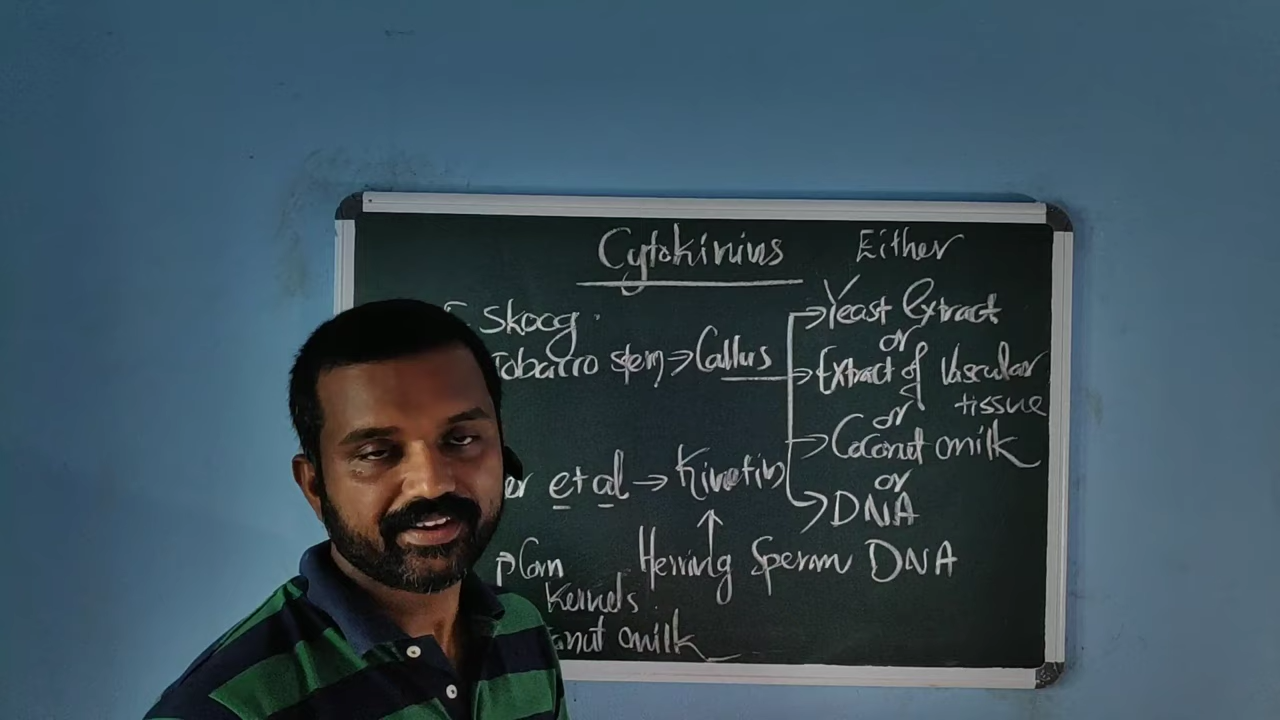 Cytokinins
Either
F Skoog.
Tobacco stem → Callus
Yeast Extract
or
Extract of Vascular
tissue
or
Coconut milk
or
DNA
et al → Kinetin
↑
Herring Sperm DNA
Corn
Kernels
milk